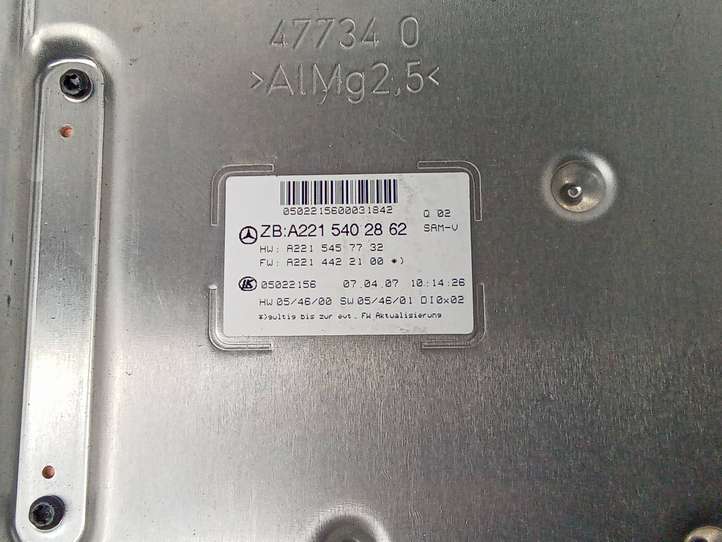 47734 0
>AlMg2,5<
0502215600031842
Q 02
ZB:A221 540 28 62
SAM-V
HW: A221 545 77 32
FW: A221 442 21 00 *)
05022156 07.04.07 10:14:26
HW 05/46/00 SW 05/46/01 DI0x02
*)gultig bis zur evt. FW Aktualisierung